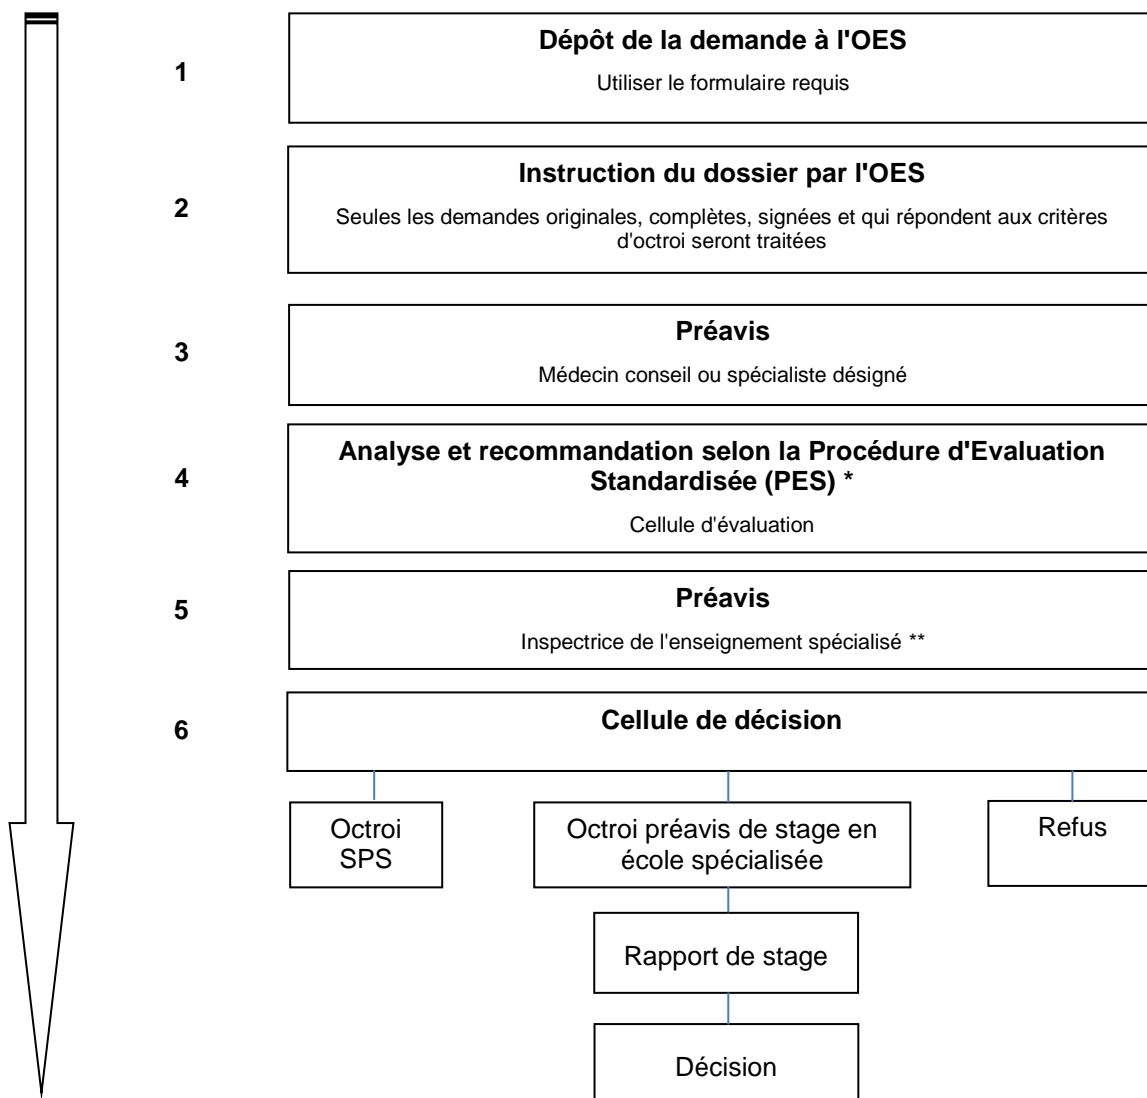 1
Dépôt de la demande à l'OES
Utiliser le formulaire requis
2
Instruction du dossier par l'OES
Seules les demandes originales, complètes, signées et qui répondent aux critères
d'octroi seront traitées
3
Préavis
Médecin conseil ou spécialiste désigné
4
Analyse et recommandation selon la Procédure d'Evaluation
Standardisée (PES) *
Cellule d'évaluation
5
Préavis
Inspectrice de l'enseignement spécialisé **
6
Cellule de décision
Octroi
SPS
Octroi préavis de stage en
école spécialisée
Refus
Rapport de stage
Décision